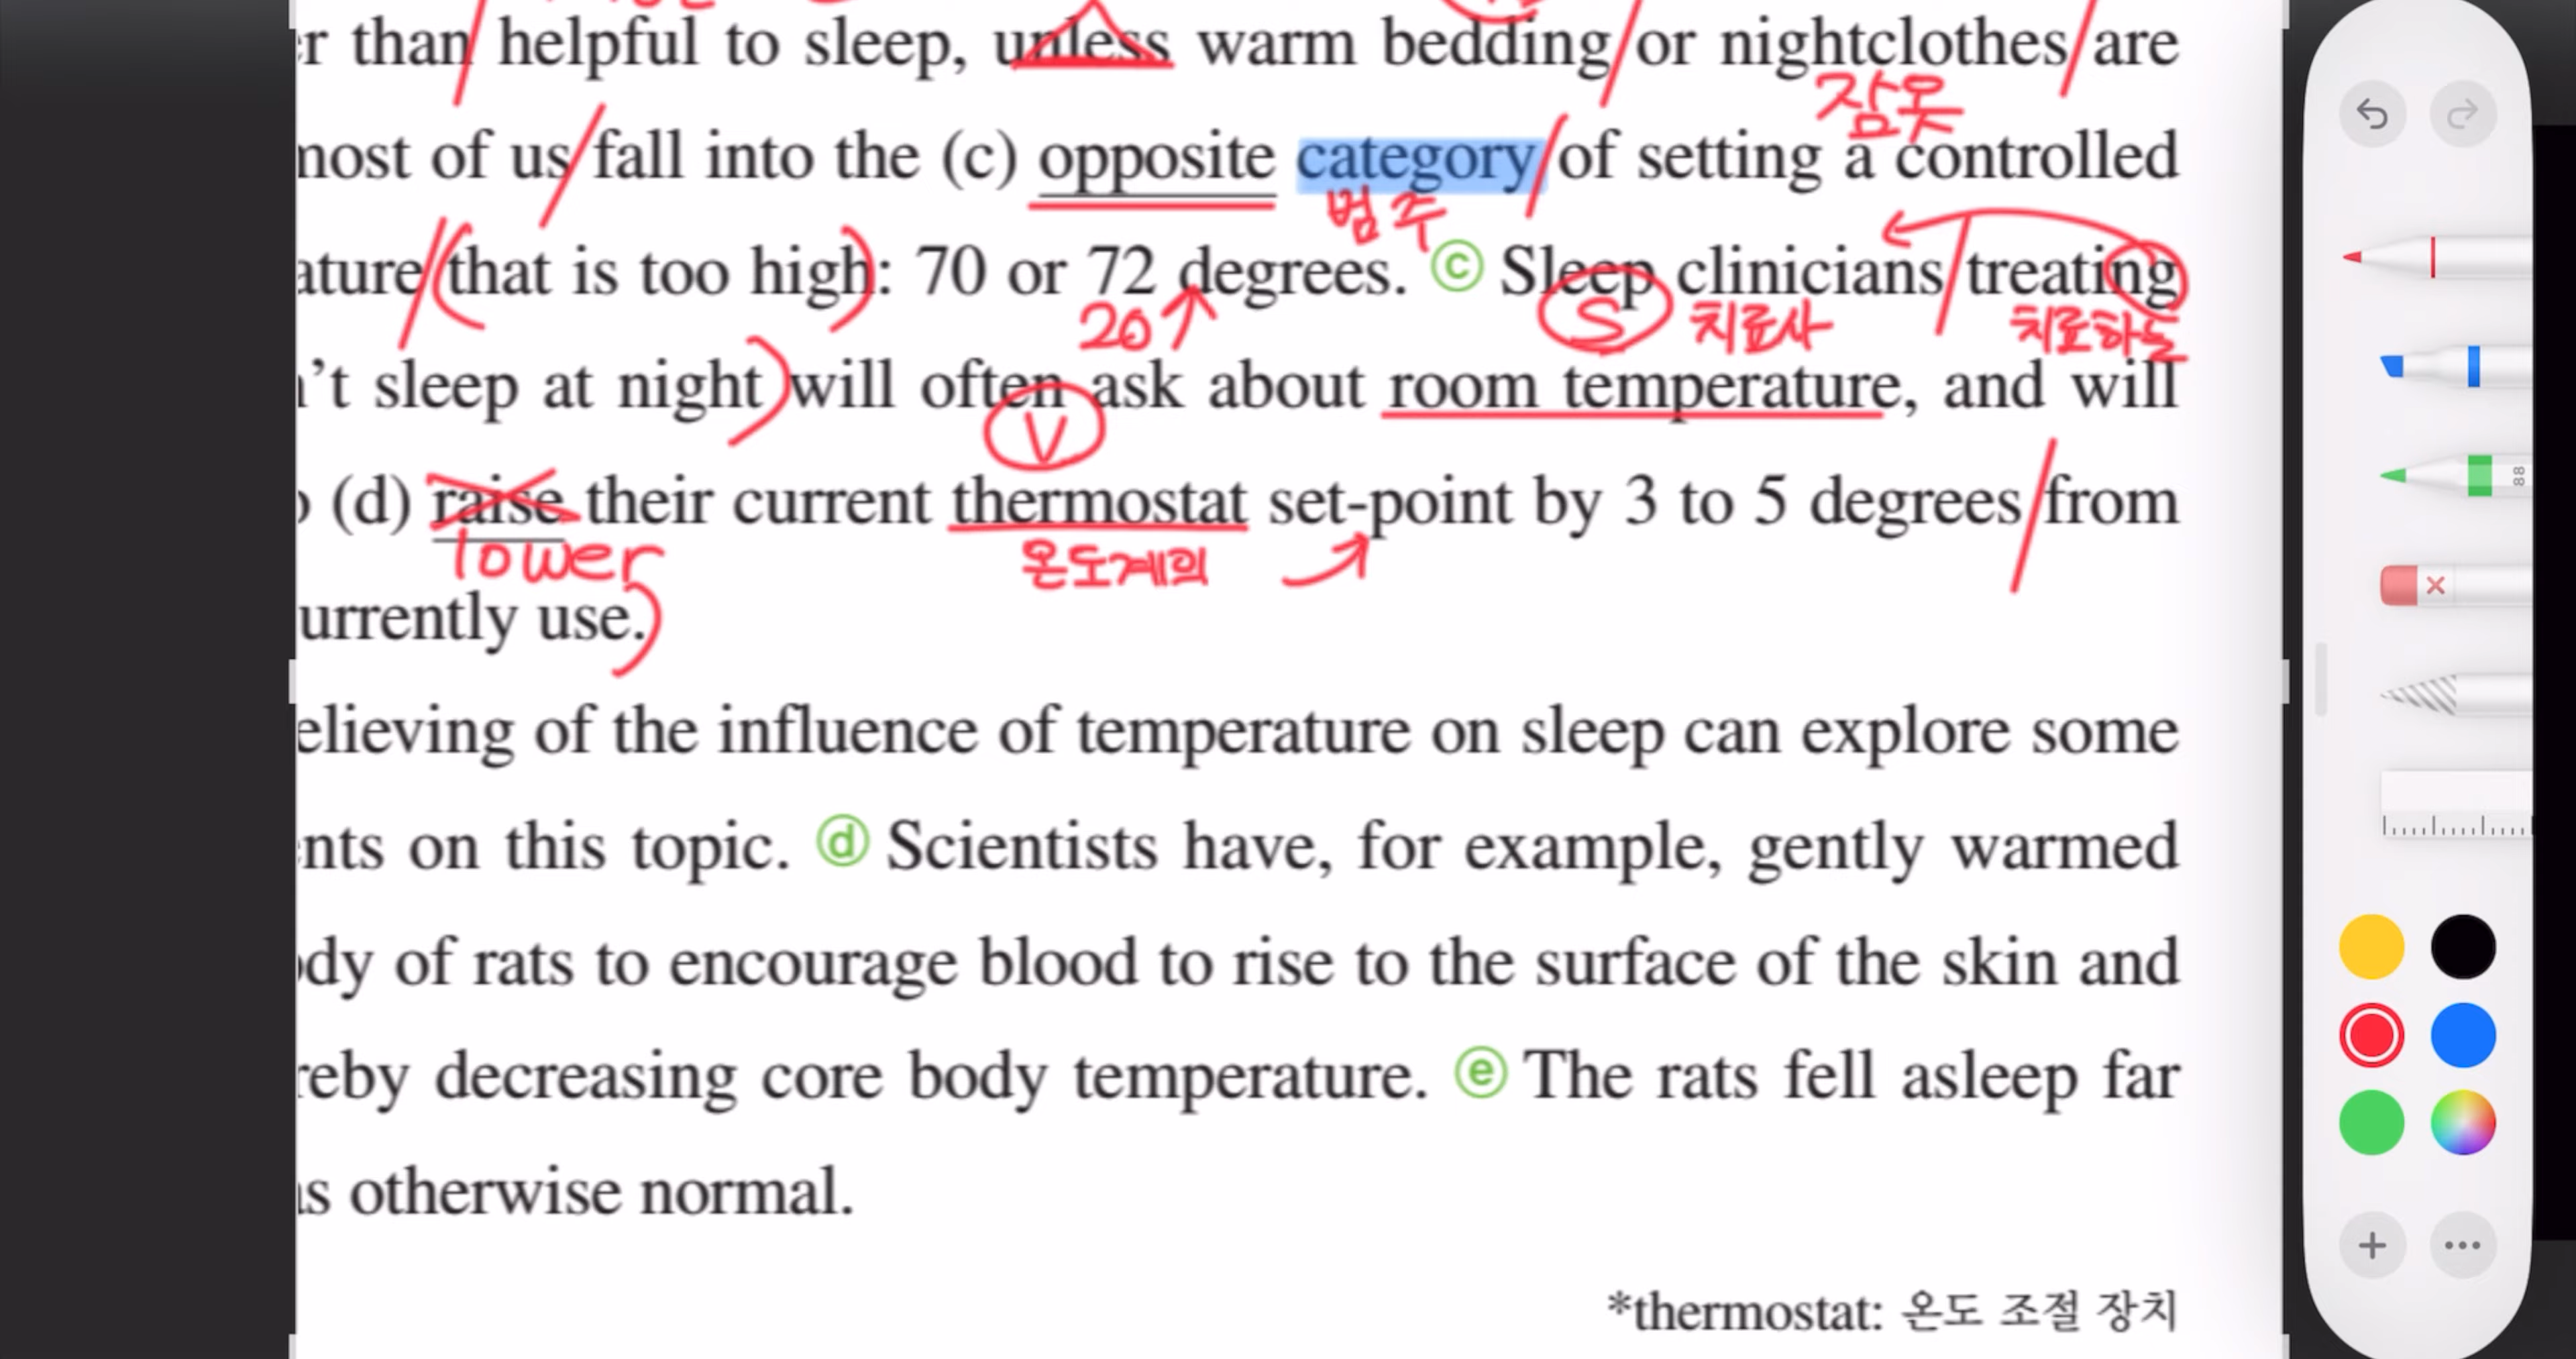 er than helpful to sleep, unless warm bedding or nightclothes are
잠옷
most of us fall into the (c) opposite category of setting a controlled
범주
ature (that is too high): 70 or 72 degrees. ⓒ Sleep clinicians treating
20↑ S 치료사 치료하는
n't sleep at night) will often ask about room temperature, and will
V
(d) raise their current thermostat set-point by 3 to 5 degrees from
lower 온도계의
urrently use.)
elieving of the influence of temperature on sleep can explore some
nts on this topic. ⓓ Scientists have, for example, gently warmed
ody of rats to encourage blood to rise to the surface of the skin and
reby decreasing core body temperature. ⓔ The rats fell asleep far
as otherwise normal.
*thermostat: 온도 조절 장치
88